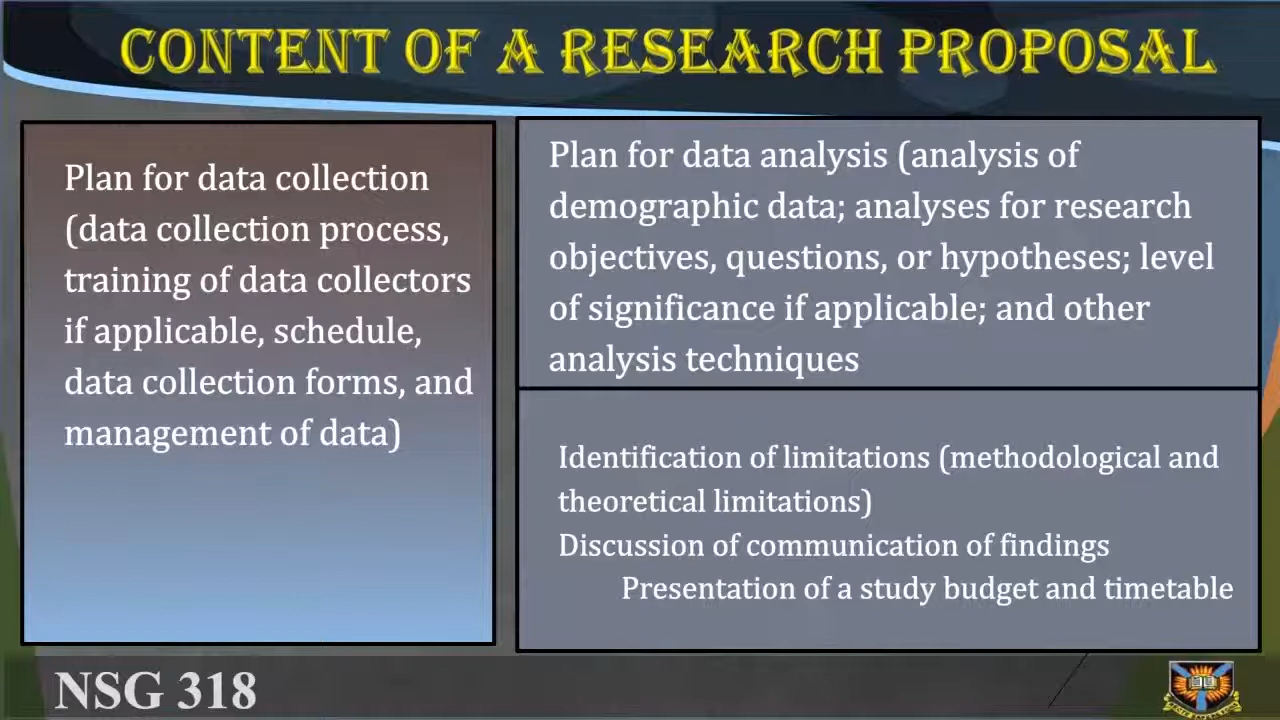 CONTENT OF A RESEARCH PROPOSAL
Plan for data collection
(data collection process,
training of data collectors
if applicable, schedule,
data collection forms, and
management of data)
Plan for data analysis (analysis of
demographic data; analyses for research
objectives, questions, or hypotheses; level
of significance if applicable; and other
analysis techniques
Identification of limitations (methodological and
theoretical limitations)
Discussion of communication of findings
Presentation of a study budget and timetable
NSG 318